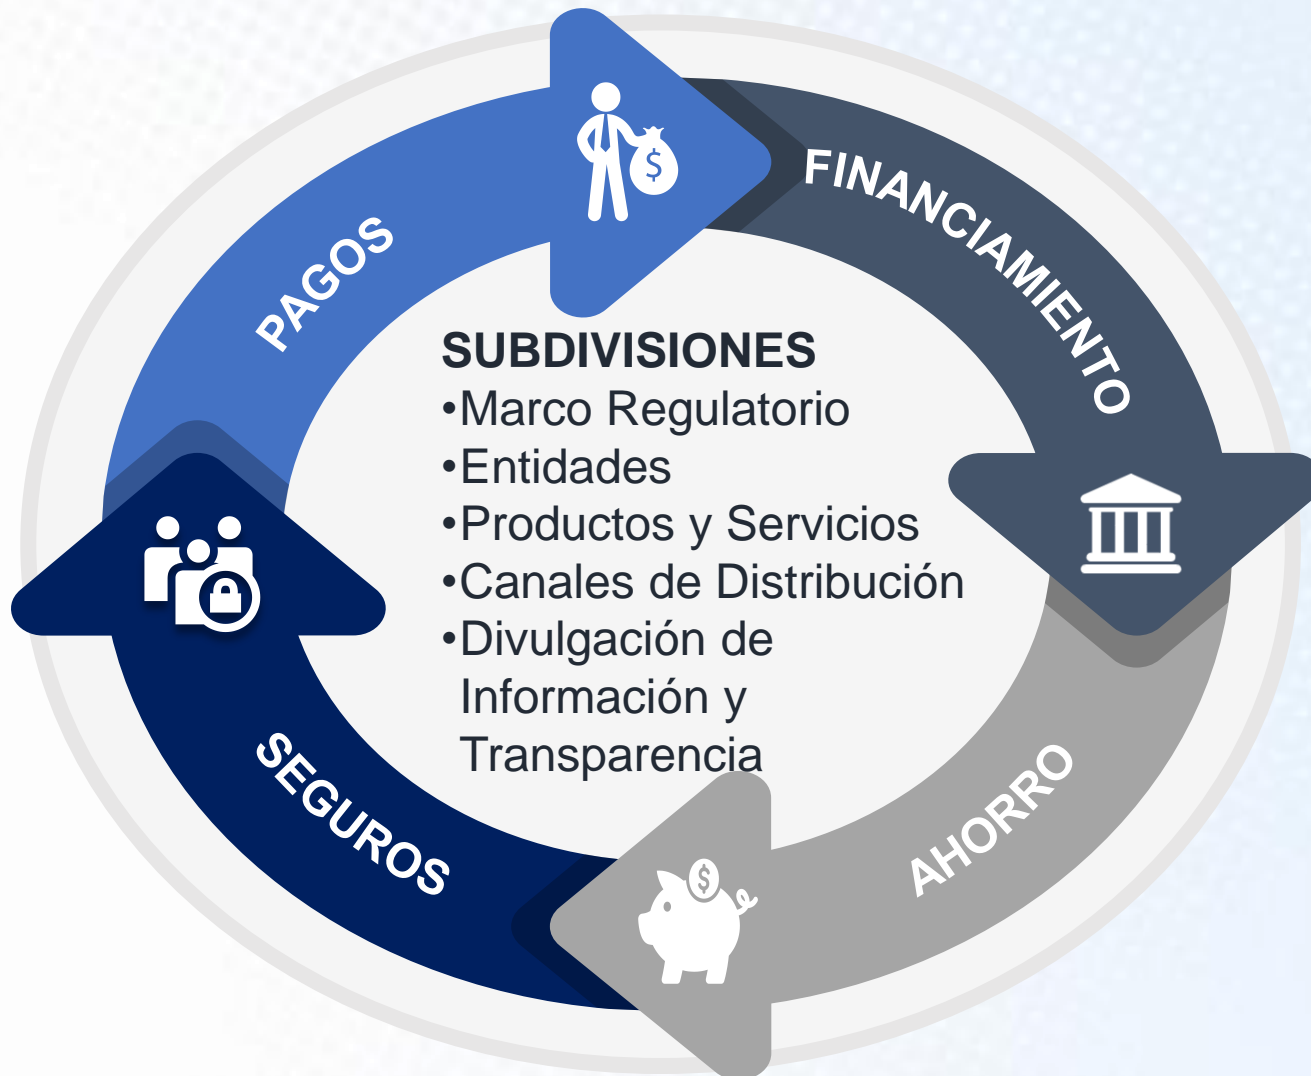 PAGOS
FINANCIAMIENTO
SUBDIVISIONES
•Marco Regulatorio
•Entidades
•Productos y Servicios
•Canales de Distribución
•Divulgación de
Información y
Transparencia
SEGUROS
AHORRO
$
$